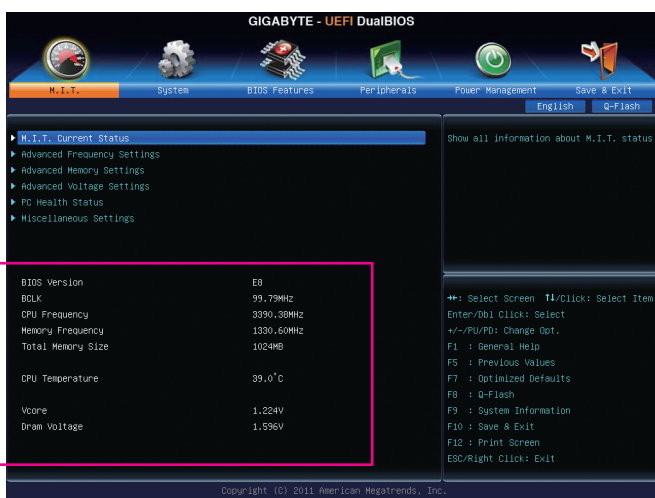 GIGABYTE - UEFI DualBIOS
M.I.T.
System
BIOS Features
Peripherals
Power Management
Save & Exit
English
Q-Flash
M.I.T. Current Status
Advanced Frequency Settings
Advanced Memory Settings
Advanced Voltage Settings
PC Health Status
Miscellaneous Settings
Show all information about M.I.T. status
BIOS Version E8
BCLK 99.79MHz
CPU Frequency 3390.38MHz
Memory Frequency 1330.60MHz
Total Memory Size 1024MB
CPU Temperature 39.0°C
Vcore 1.224V
Dram Voltage 1.596V
→←: Select Screen ↑↓/Click: Select Item
Enter/Dbl Click: Select
+/-/PU/PD: Change Opt.
F1 : General Help
F5 : Previous Values
F7 : Optimized Defaults
F8 : Q-Flash
F9 : System Information
F10 : Save & Exit
F12 : Print Screen
ESC/Right Click: Exit
Copyright (C) 2011 American Megatrends, Inc.